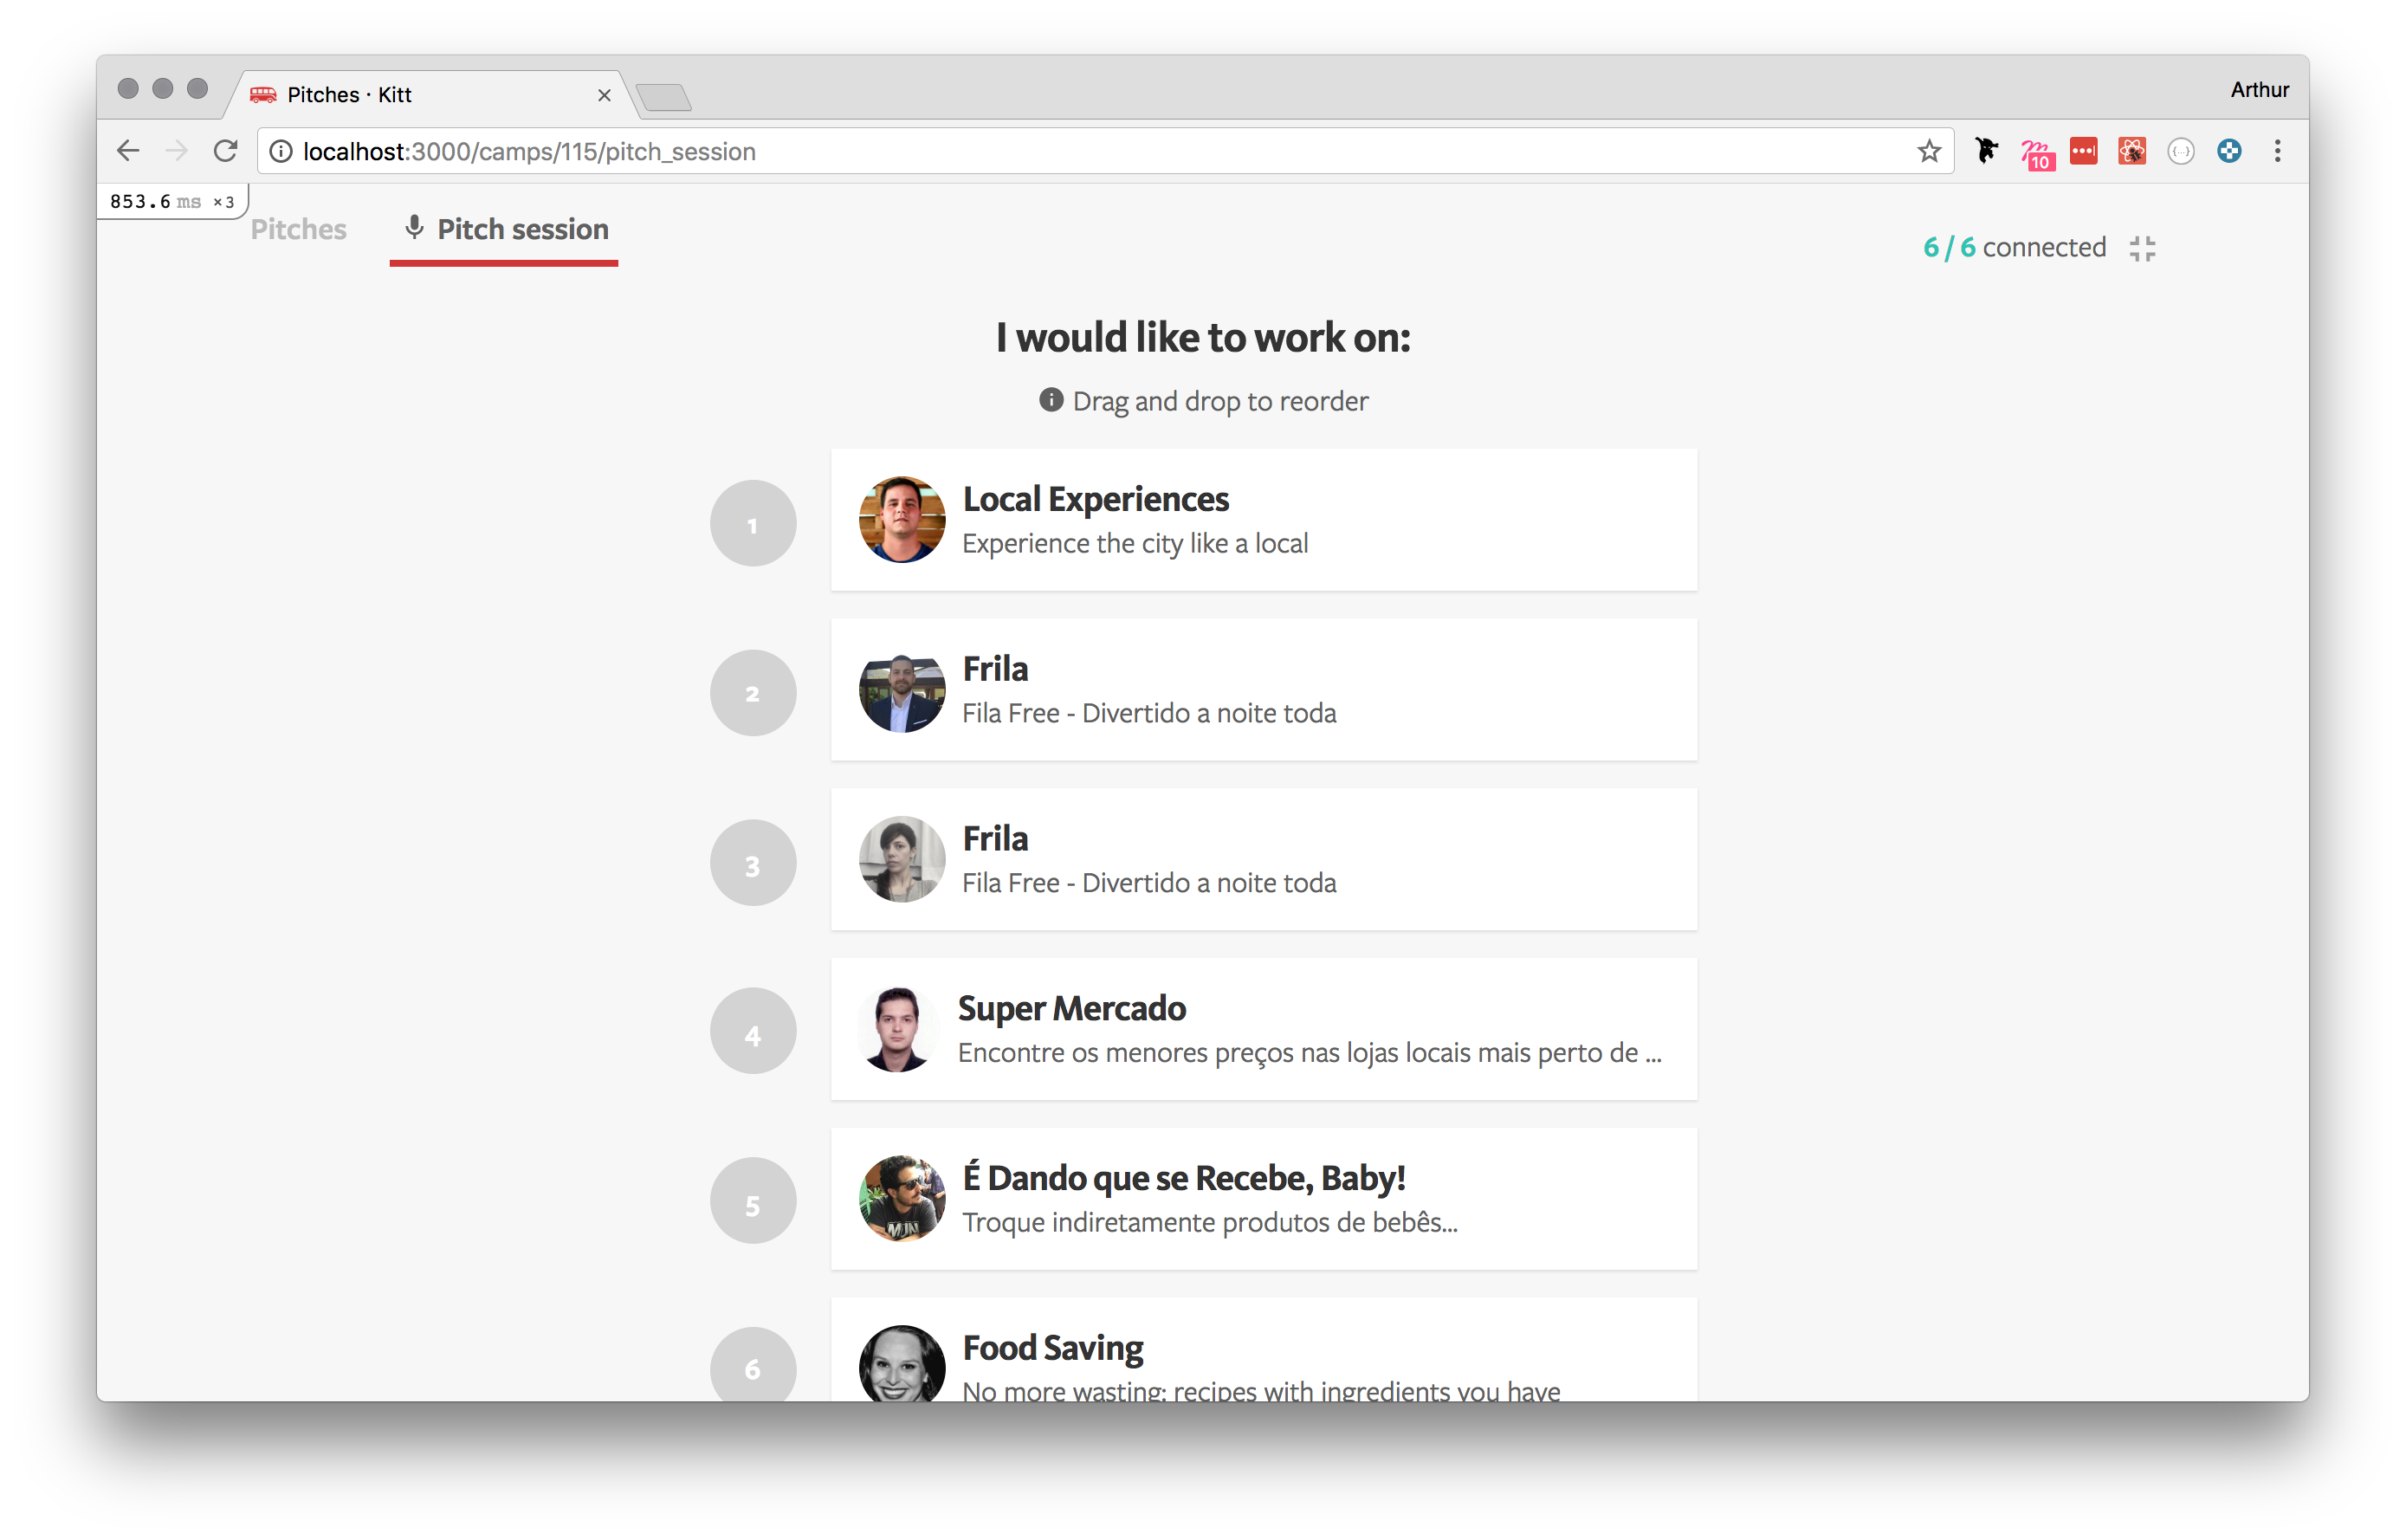 Pitches · Kitt
Arthur
localhost:3000/camps/115/pitch_session
10
853.6 ms ×3
Pitches
Pitch session
6 / 6 connected
I would like to work on:
Drag and drop to reorder
1
Local Experiences
Experience the city like a local
2
Frila
Fila Free - Divertido a noite toda
3
Frila
Fila Free - Divertido a noite toda
4
Super Mercado
Encontre os menores preços nas lojas locais mais perto de ...
5
É Dando que se Recebe, Baby!
Troque indiretamente produtos de bebês...
MJN
6
Food Saving
No more wasting: recipes with ingredients you have